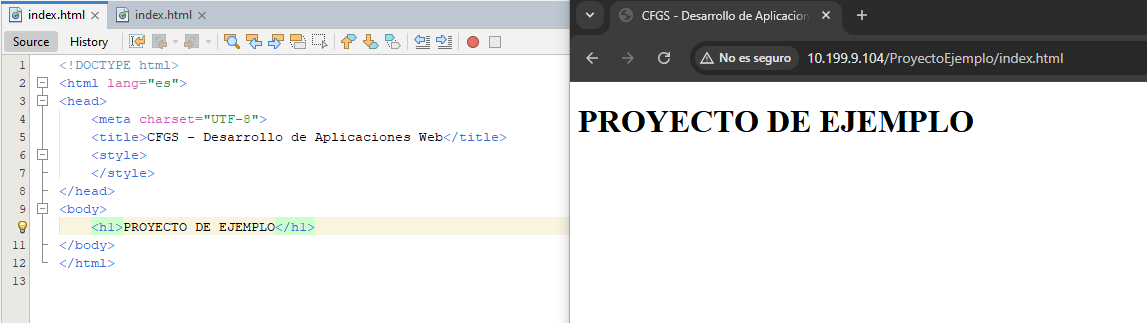 index.html
index.html
Source
History
1 <!DOCTYPE html>
2 <html lang="es">
3 <head>
4 <meta charset="UTF-8">
5 <title>CFGS - Desarrollo de Aplicaciones Web</title>
6 <style>
7 </style>
8 </head>
9 <body>
<h1>PROYECTO DE EJEMPLO</h1>
11 </body>
12 </html>
13
CFGS - Desarrollo de Aplicacion
No es seguro
10.199.9.104/ProyectoEjemplo/index.html
PROYECTO DE EJEMPLO